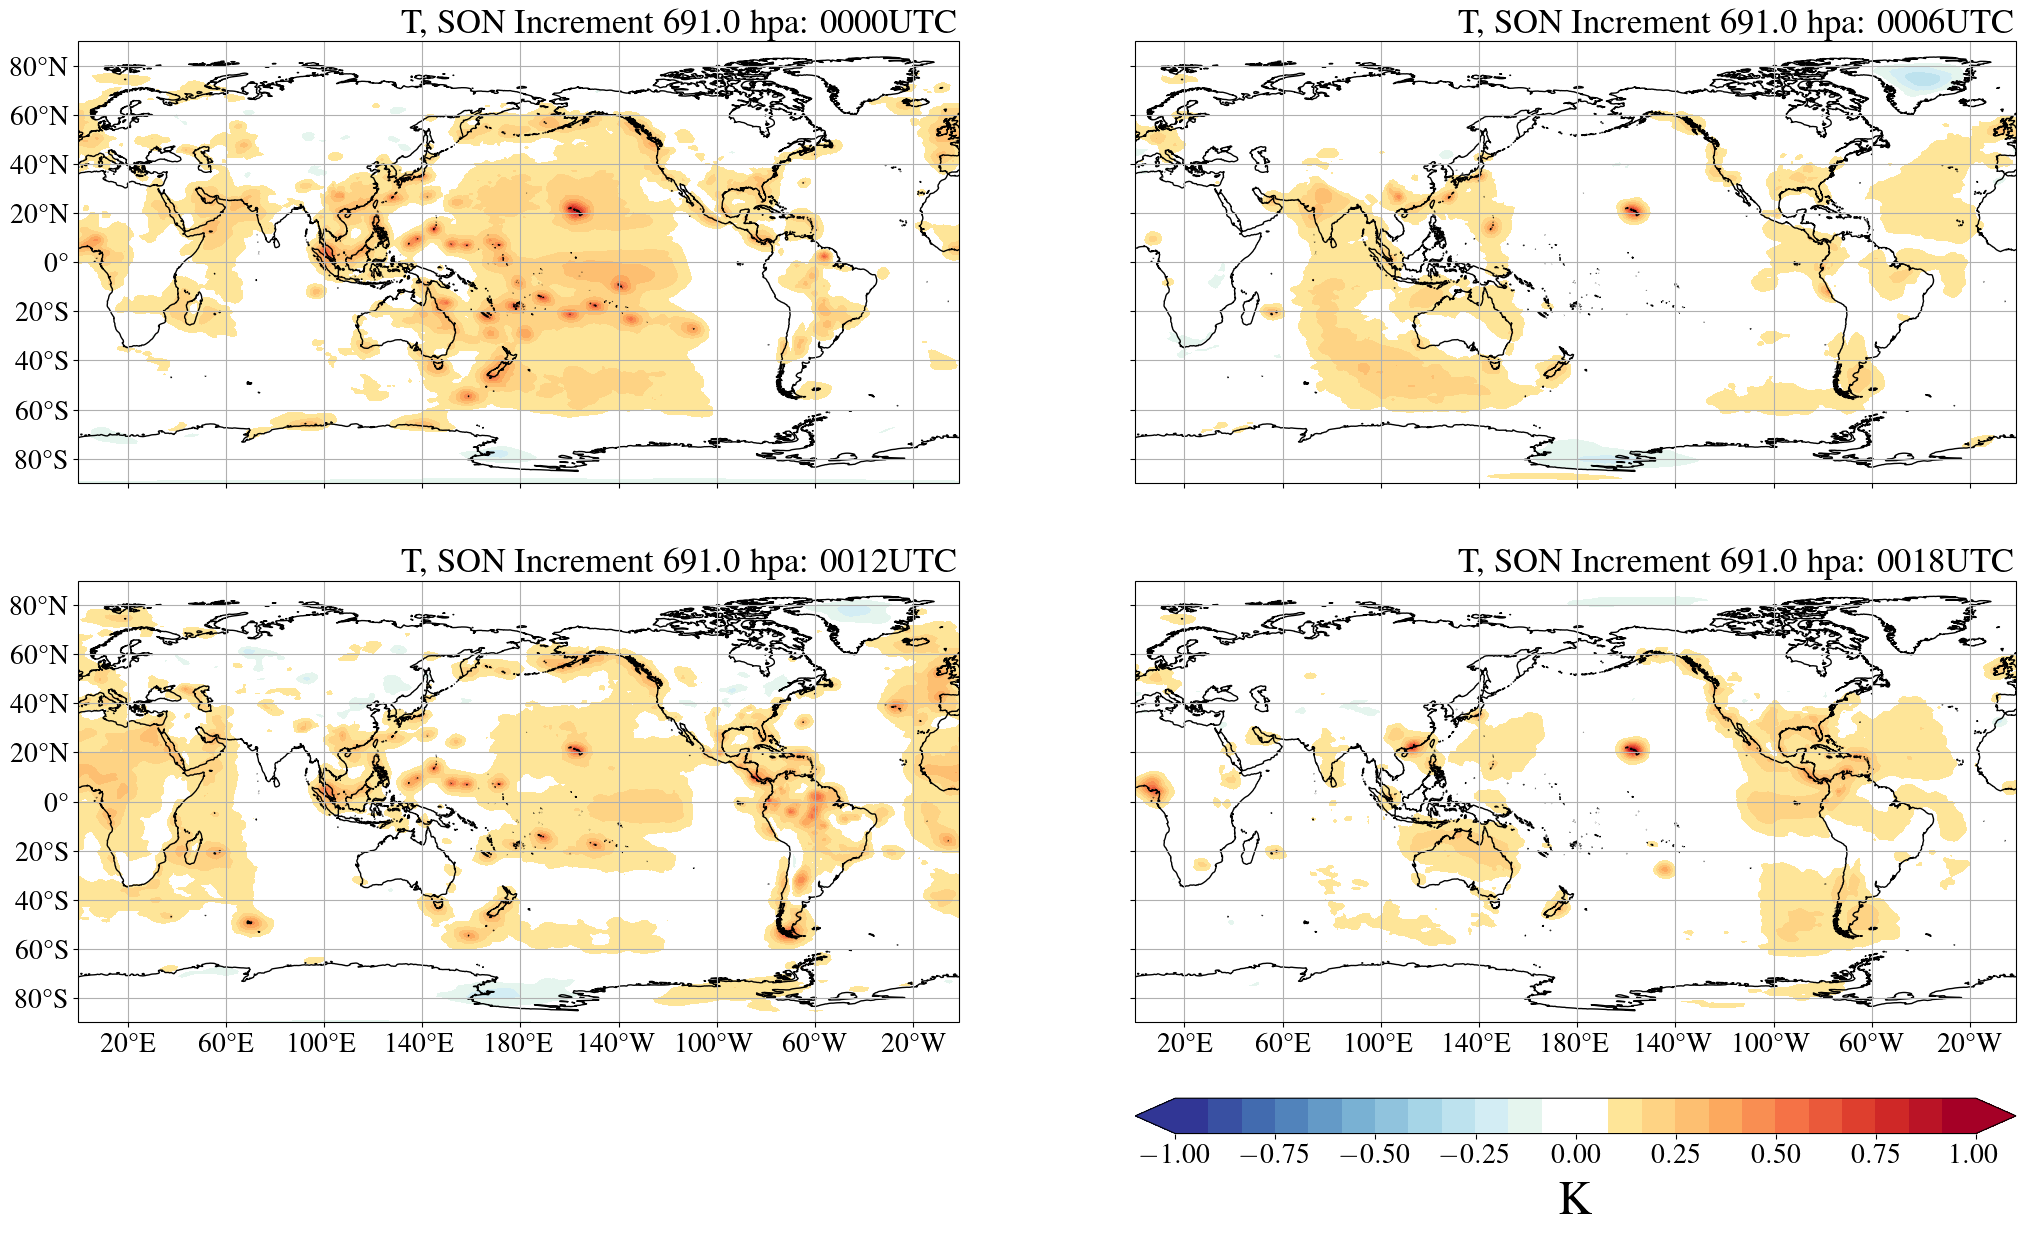 T, SON Increment 691.0 hpa: 0000UTC
T, SON Increment 691.0 hpa: 0006UTC
80°N
60°N
40°N
20°N
0°
20°S
40°S
60°S
80°S
T, SON Increment 691.0 hpa: 0012UTC
T, SON Increment 691.0 hpa: 0018UTC
80°N
60°N
40°N
20°N
0°
20°S
40°S
60°S
80°S
20°E 60°E 100°E 140°E 180°E 140°W 100°W 60°W 20°W
20°E 60°E 100°E 140°E 180°E 140°W 100°W 60°W 20°W
−1.00 −0.75 −0.50 −0.25 0.00 0.25 0.50 0.75 1.00
K